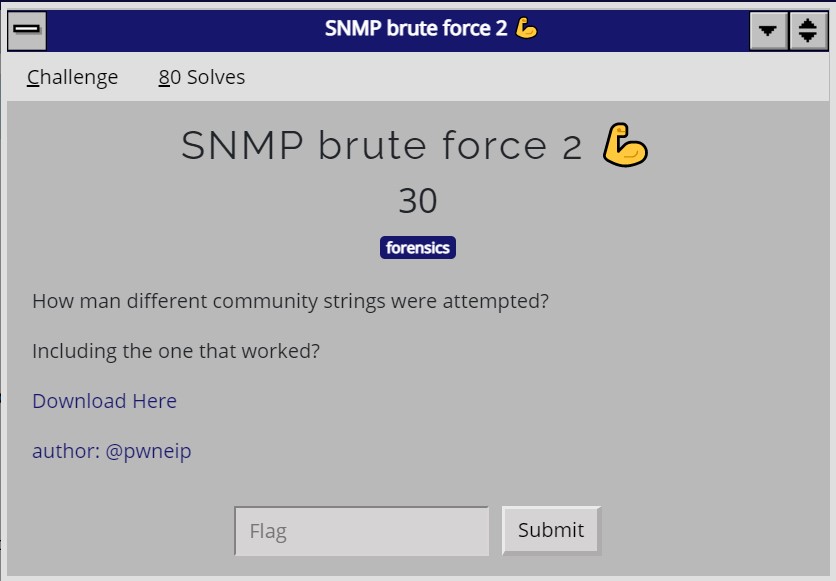 SNMP brute force 2 💪
Challenge 80 Solves
SNMP brute force 2 💪
30
forensics
How man different community strings were attempted?
Including the one that worked?
Download Here
author: @pwneip
Flag Submit